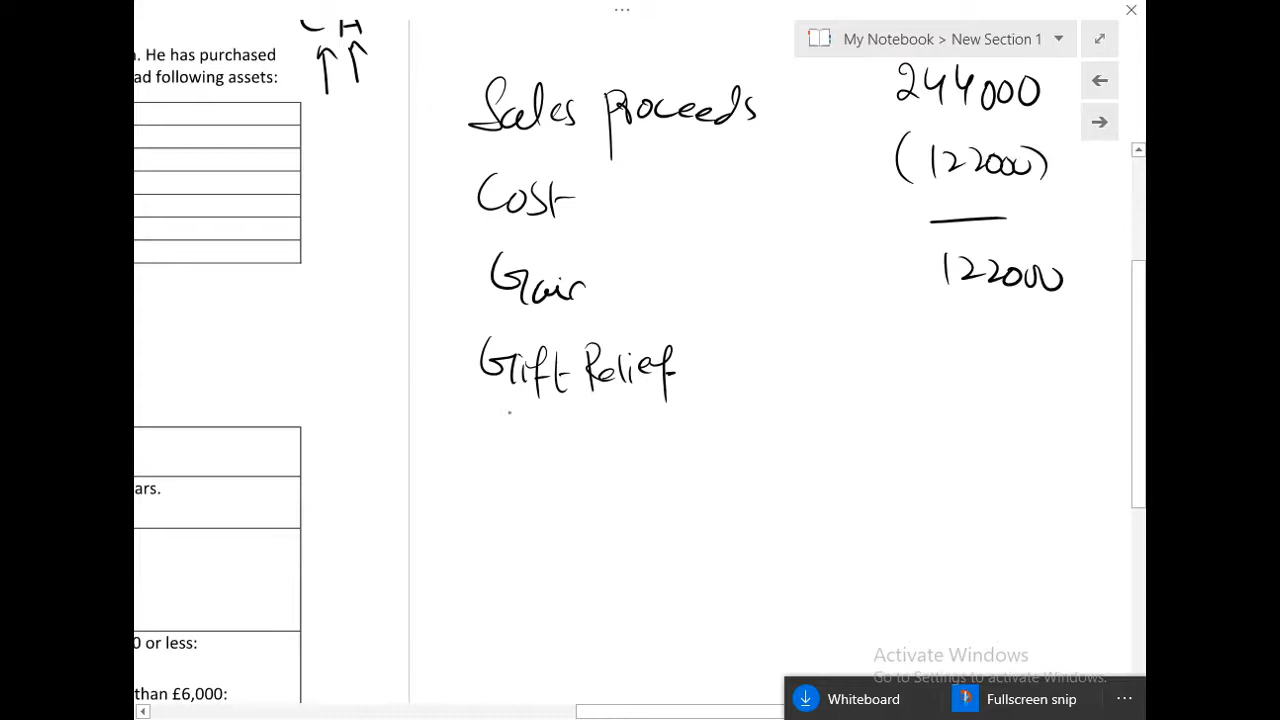 C A
. He has purchased
ad following assets:
My Notebook > New Section 1
Sales Proceeds 244000
Cost (122000)
Gain 122000
Gift Relief
ars.
0 or less:
than £6,000:
Activate Windows
Go to Settings to activate Windows.
Whiteboard
Fullscreen snip